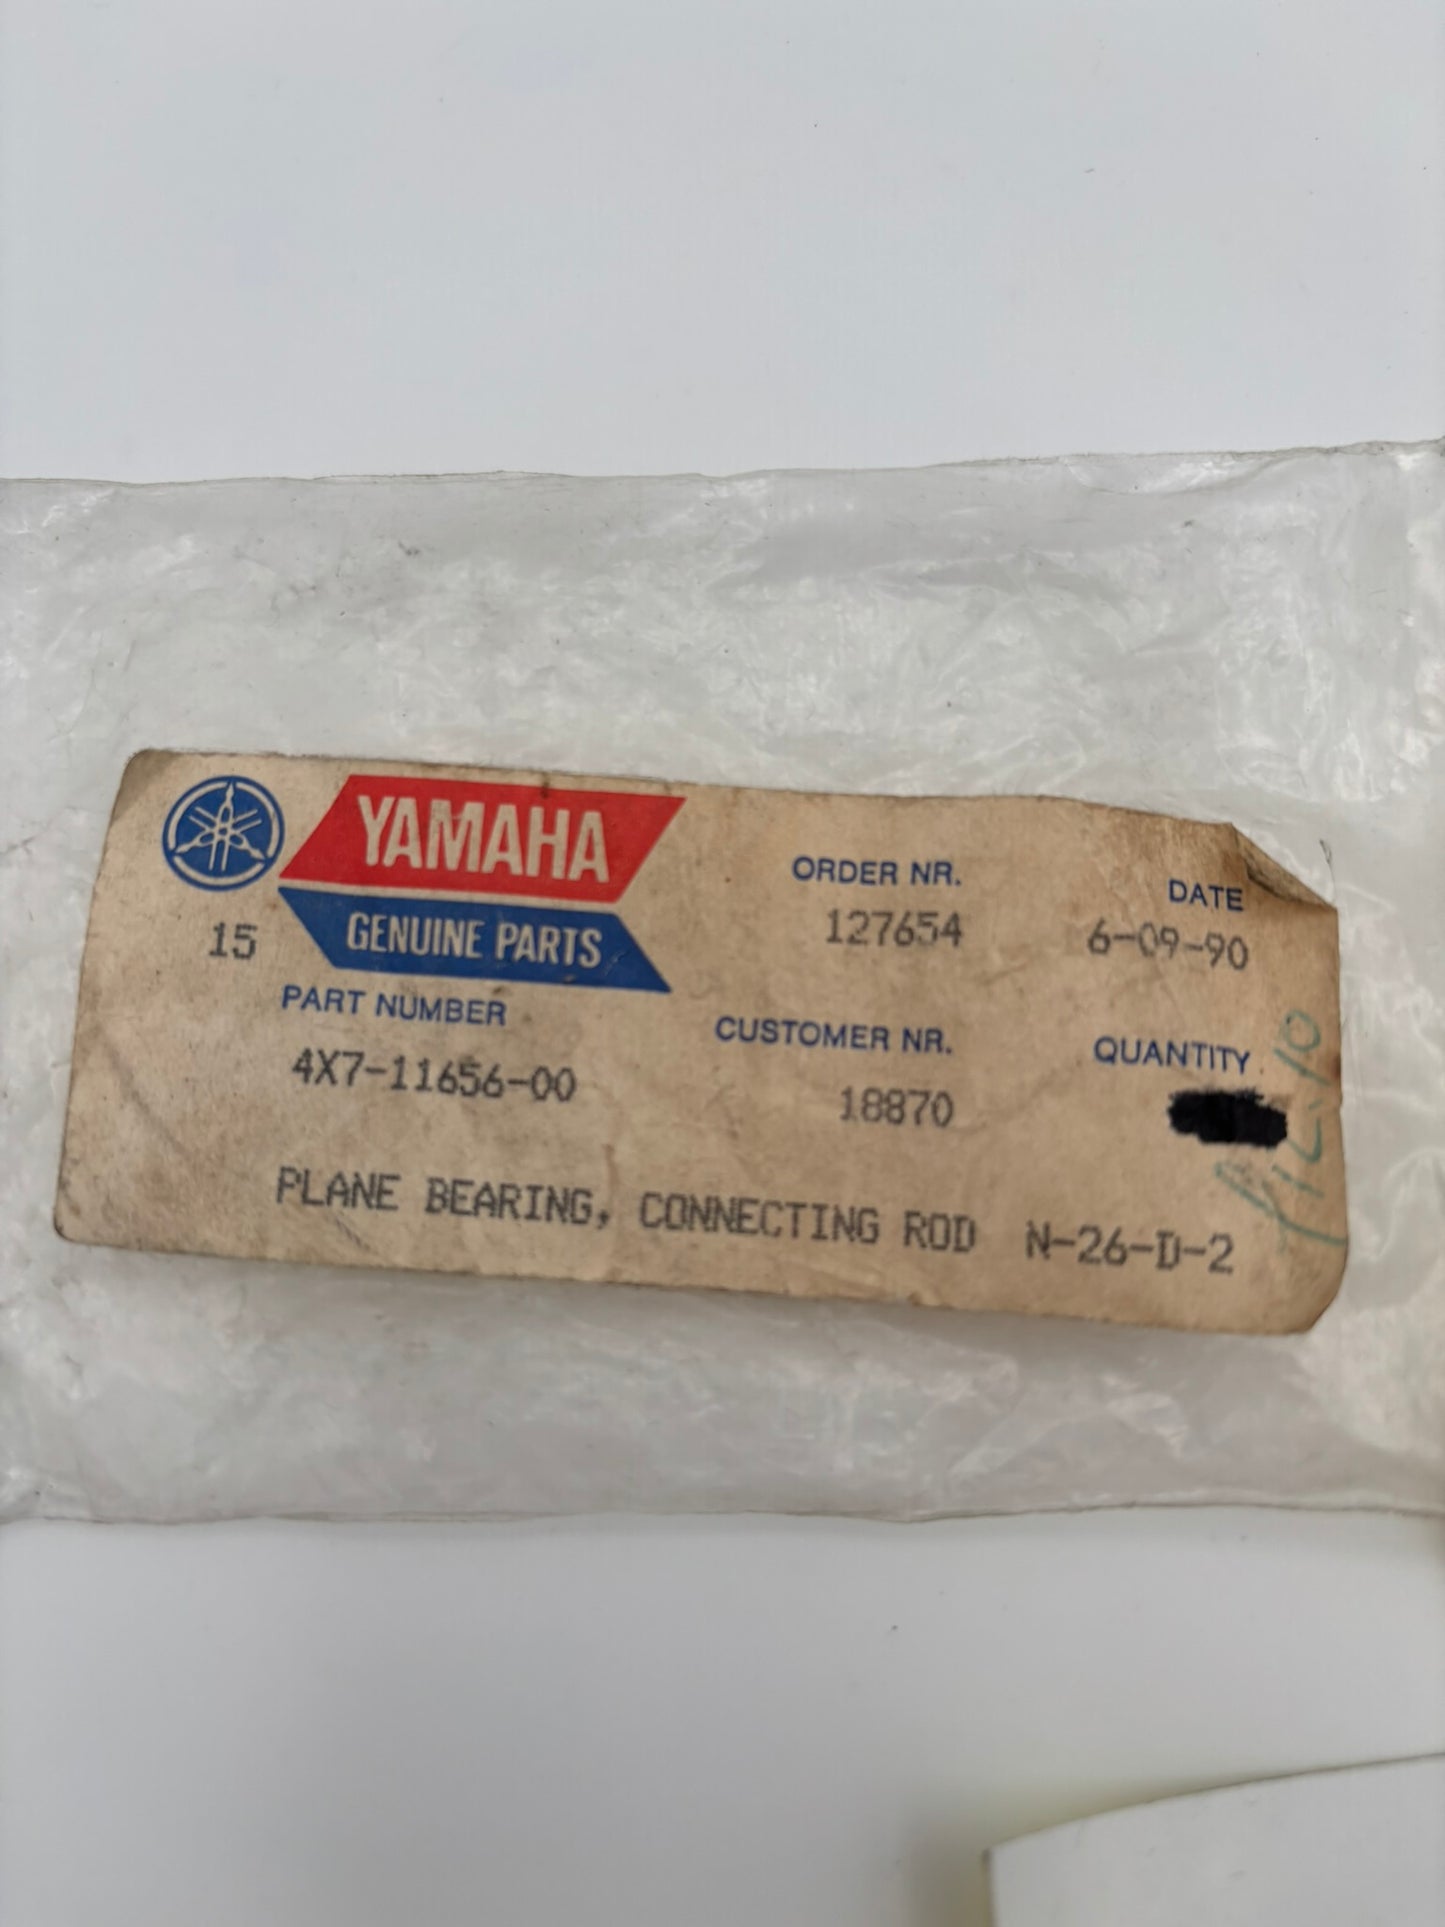 YAMAHA
GENUINE PARTS
15
ORDER NR.
127654
DATE
6-09-90
PART NUMBER
4X7-11656-00
CUSTOMER NR.
18870
QUANTITY
PLANE BEARING, CONNECTING ROD N-26-D-2